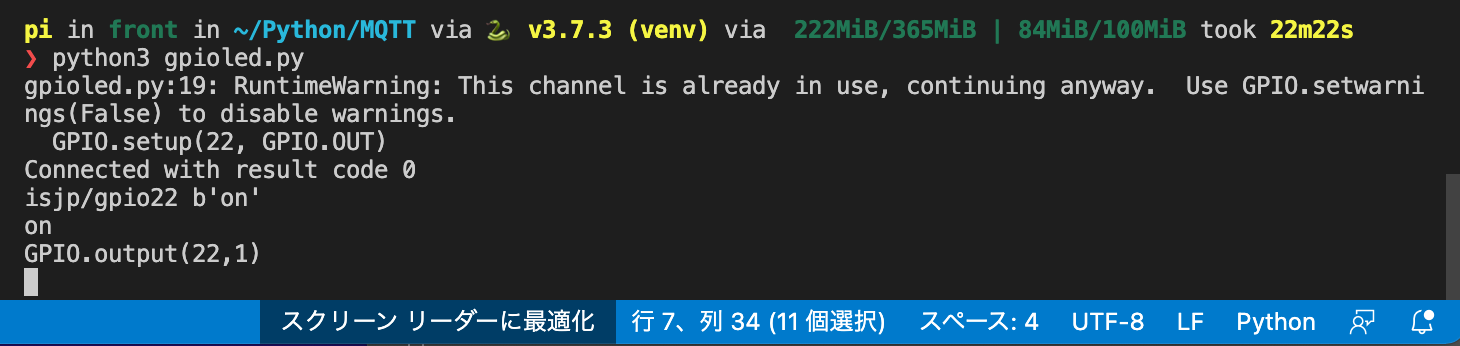 pi in front in ~/Python/MQTT via 🐍 v3.7.3 (venv) via 222MiB/365MiB | 84MiB/100MiB took 22m22s
❯ python3 gpioled.py
gpioled.py:19: RuntimeWarning: This channel is already in use, continuing anyway.  Use GPIO.setwarni
ngs(False) to disable warnings.
  GPIO.setup(22, GPIO.OUT)
Connected with result code 0
isjp/gpio22 b'on'
on
GPIO.output(22,1)
スクリーン リーダーに最適化 行 7、列 34 (11 個選択) スペース: 4 UTF-8 LF Python